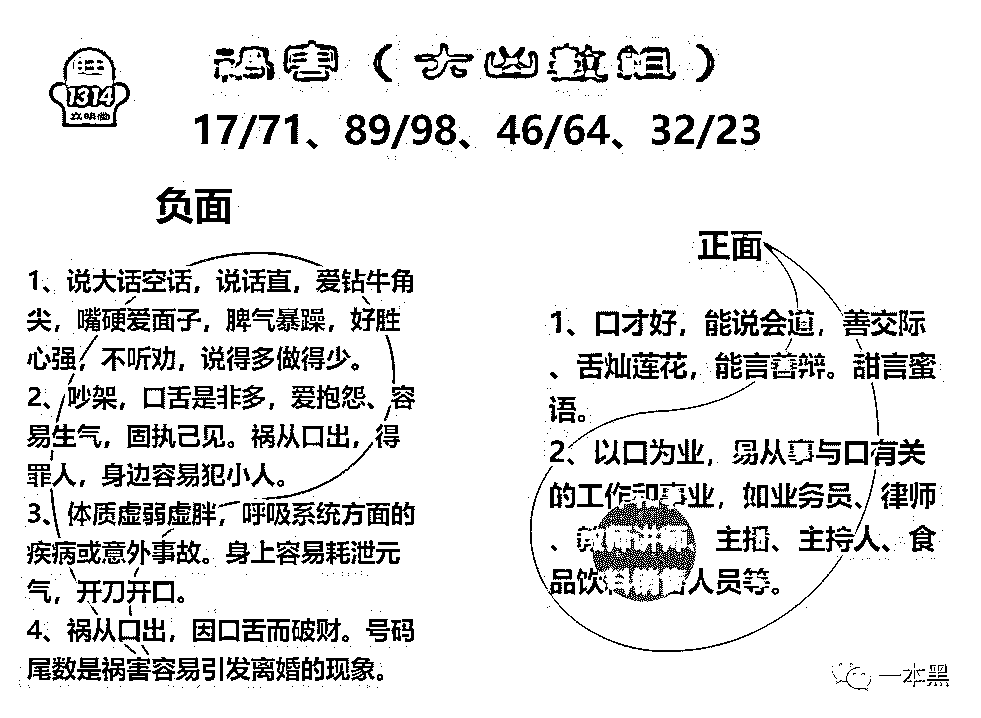 旺
1314
祸害（大凶数组）
17/71、89/98、46/64、32/23
负面
1、说大话空话，说话直，爱钻牛角
尖，嘴硬爱面子，脾气暴躁，好胜
心强，不听劝，说得多做得少。
2、吵架，口舌是非多，爱抱怨、容
易生气，固执己见。祸从口出，得
罪人，身边容易犯小人。
3、体质虚弱虚胖，呼吸系统方面的
疾病或意外事故。身上容易耗泄元
气，开刀开口。
4、祸从口出，因口舌而破财。号码
尾数是祸害容易引发离婚的现象。
正面
1、口才好，能说会道，善交际
、舌灿莲花，能言善辩。甜言蜜
语。
2、以口为业，易从事与口有关
的工作和事业，如业务员、律师
、教师讲师、主播、主持人、食
品饮料销售人员等。
一本黑